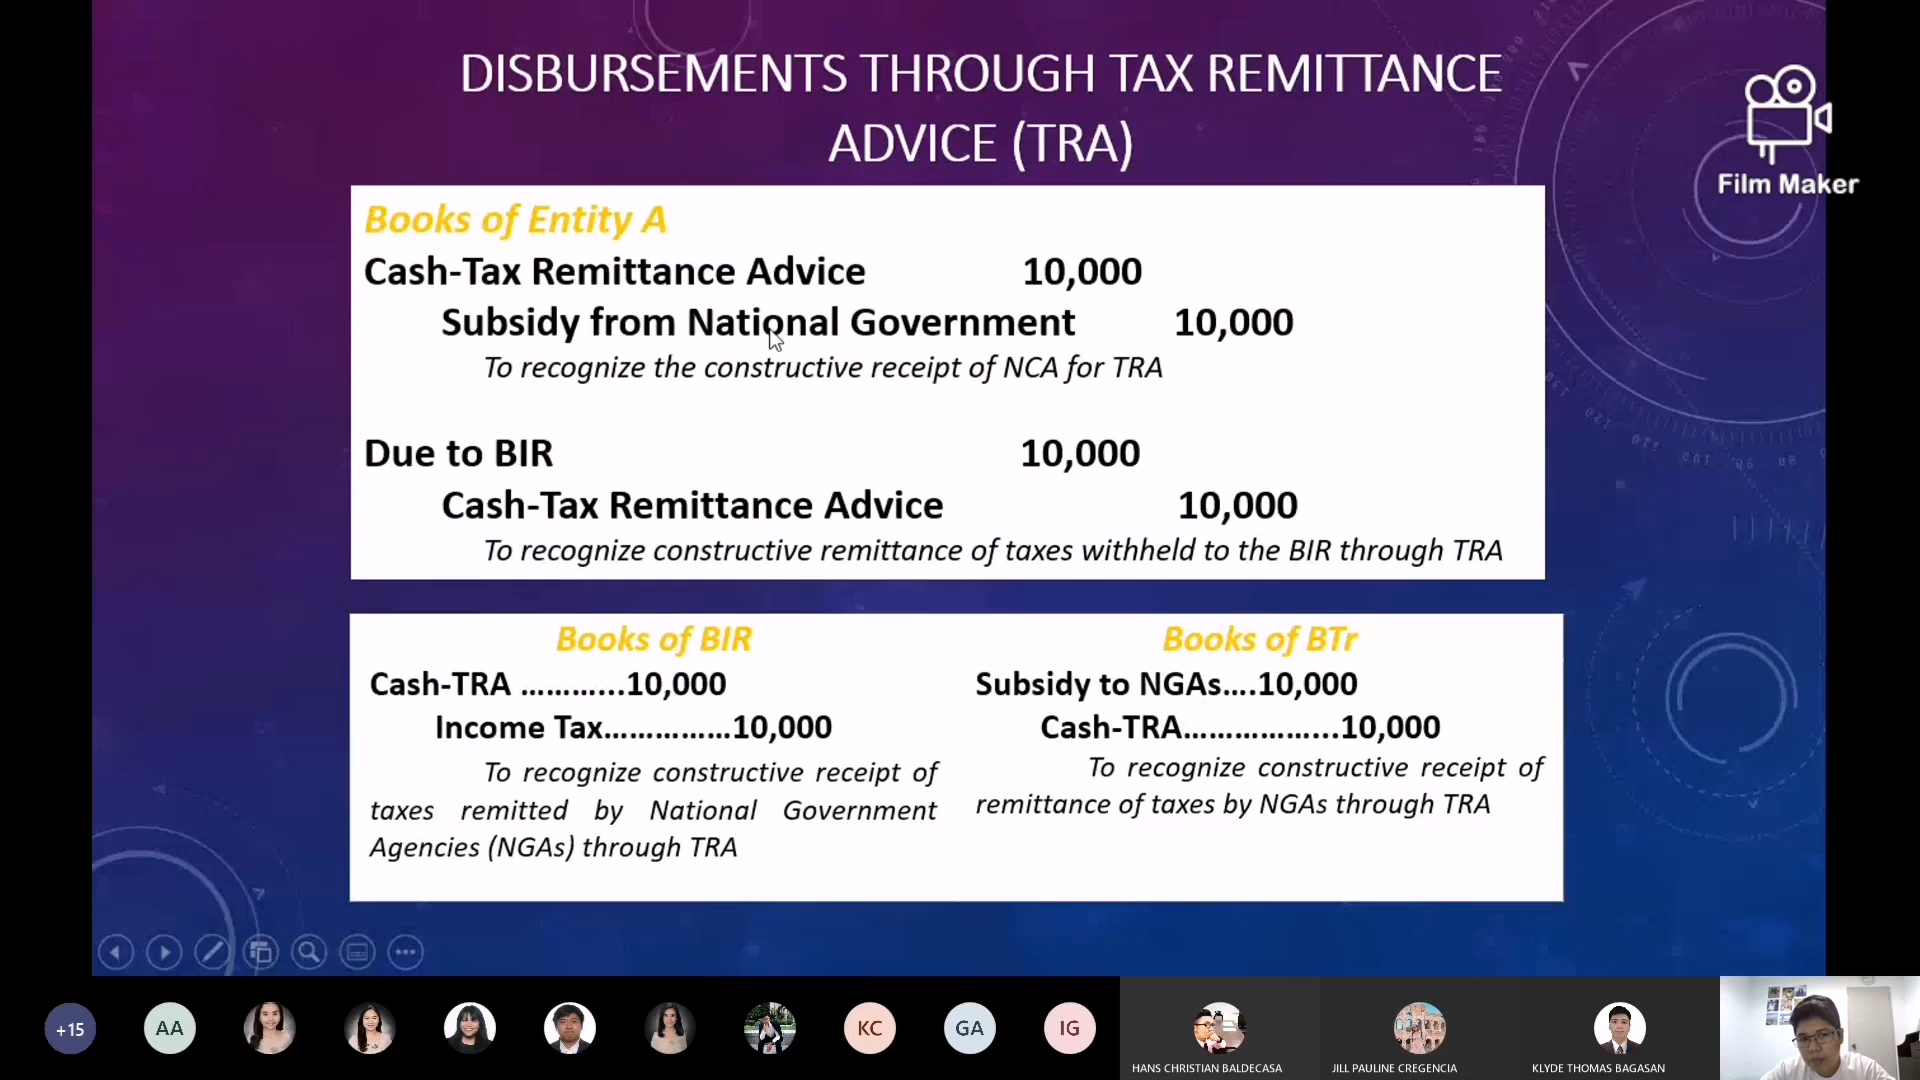 DISBURSEMENTS THROUGH TAX REMITTANCE
ADVICE (TRA)
Film Maker
Books of Entity A
Cash-Tax Remittance Advice 10,000
Subsidy from National Government 10,000
To recognize the constructive receipt of NCA for TRA
Due to BIR 10,000
Cash-Tax Remittance Advice 10,000
To recognize constructive remittance of taxes withheld to the BIR through TRA
Books of BIR
Cash-TRA ………...10,000
Income Tax……………10,000
To recognize constructive receipt of
taxes remitted by National Government
Agencies (NGAs) through TRA
Books of BTr
Subsidy to NGAs....10,000
Cash-TRA……………...10,000
To recognize constructive receipt of
remittance of taxes by NGAs through TRA
+15
AA
KC
GA
IG
HANS CHRISTIAN BALDECASA
JILL PAULINE CREGENCIA
KLYDE THOMAS BAGASAN